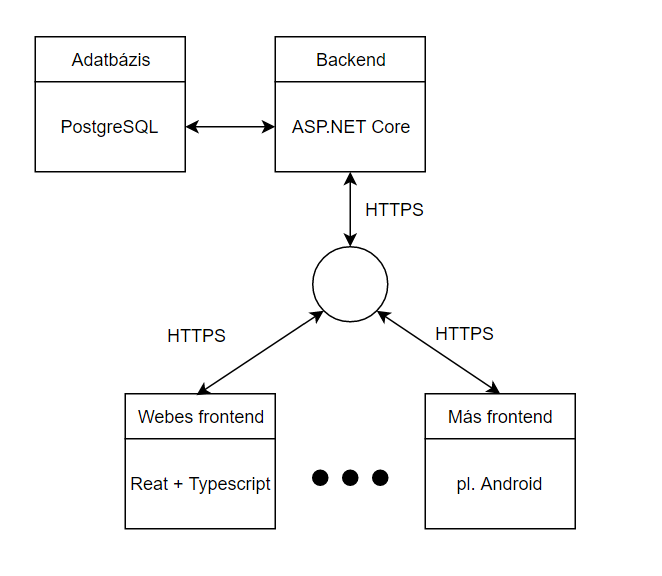 Adatbázis
Backend
PostgreSQL
ASP.NET Core
HTTPS
HTTPS
HTTPS
Webes frontend
Más frontend
Reat + Typescript
pl. Android